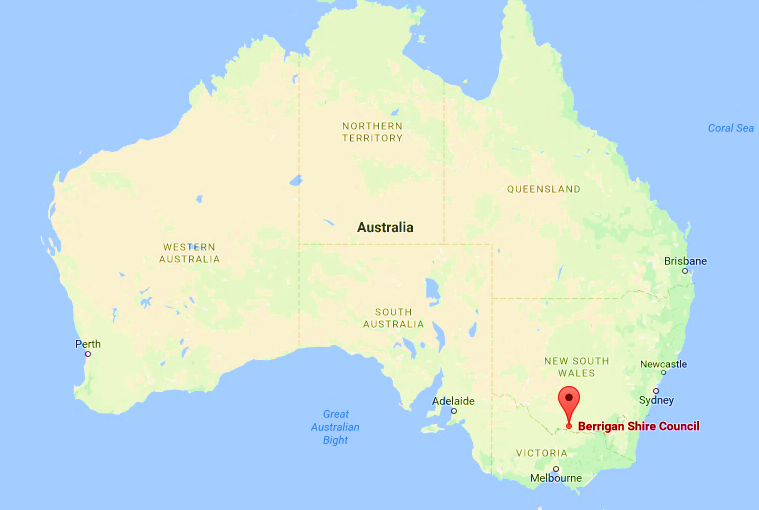 Coral Sea
NORTHERN
TERRITORY
QUEENSLAND
Australia
WESTERN
AUSTRALIA
Brisbane
SOUTH
AUSTRALIA
Perth
NEW SOUTH
WALES
Newcastle
Sydney
Adelaide
Great
Australian
Bight
Berrigan Shire Council
VICTORIA
Melbourne